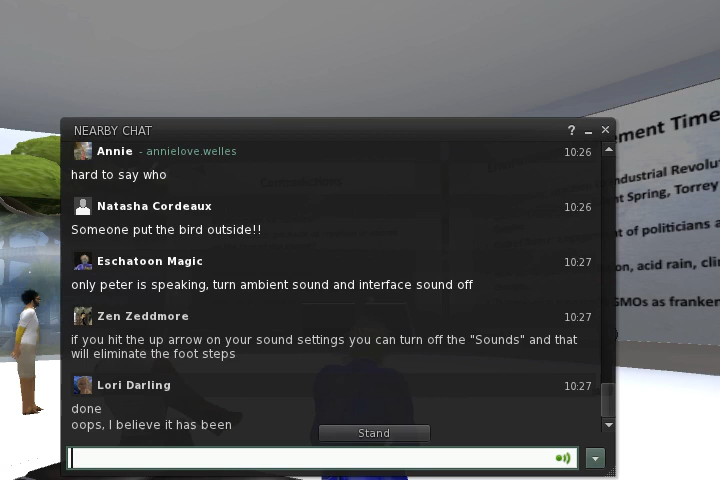 NEARBY CHAT
?
Annie - annielove.welles 10:26
hard to say who
Natasha Cordeaux 10:26
Someone put the bird outside!!
Eschatoon Magic 10:27
only peter is speaking, turn ambient sound and interface sound off
Zen Zeddmore 10:27
if you hit the up arrow on your sound settings you can turn off the "Sounds" and that
will eliminate the foot steps
Lori Darling 10:27
done
oops, I believe it has been
Stand
ement Time
Industrial Revolu
t Spring, Torrey
t of politicians a
on, acid rain, cli
GMOs as franken